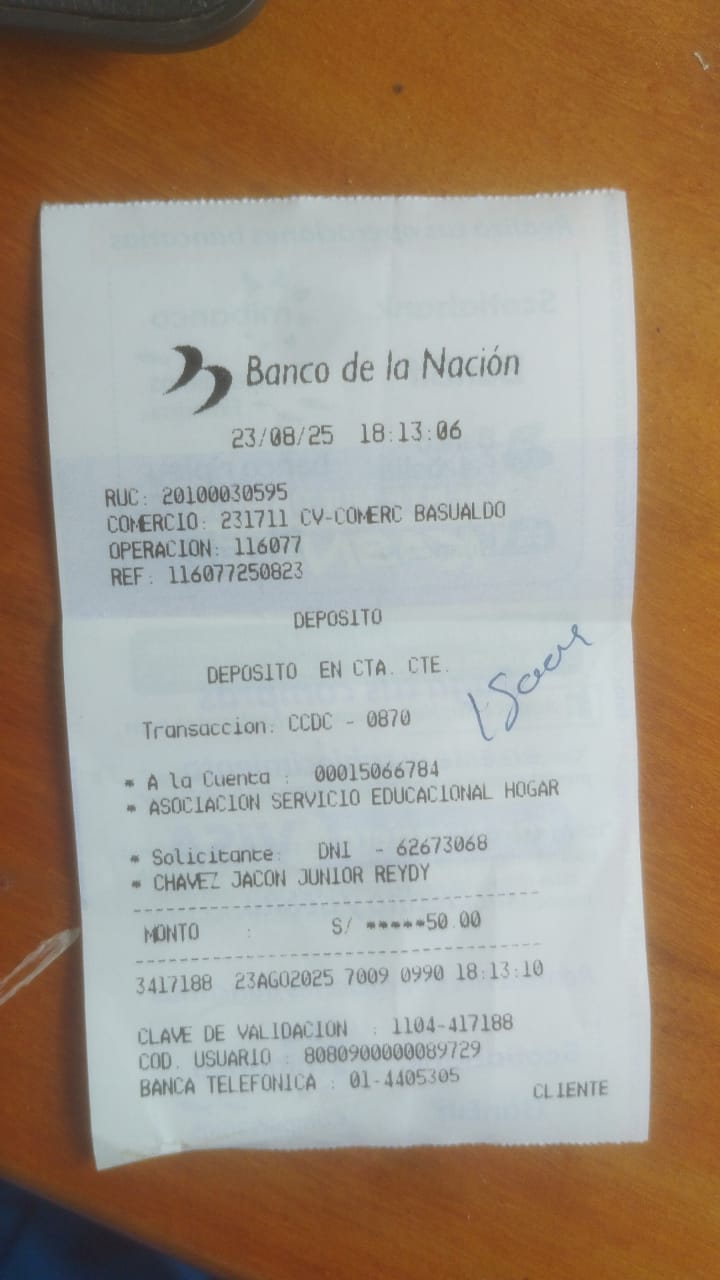 Banco de la Nación
23/08/25 18:13:06
RUC: 20100030595
COMERCIO: 231711 CV-COMERC BASUALDO
OPERACION: 116077
REF: 116077250823
DEPOSITO
DEPOSITO EN CTA. CTE.
Transaccion: CCDC - 0870
* A la Cuenta : 00015066784
* ASOCIACION SERVICIO EDUCACIONAL HOGAR
* Solicitante: DNI - 62673068
* CHAVEZ JACON JUNIOR REYDY
MONTO : S/ *****50.00
3417188 23AGO2025 7009 0990 18:13:10
CLAVE DE VALIDACION : 1104-417188
COD. USUARIO : 8080900000089729
BANCA TELEFONICA : 01-4405305
CLIENTE